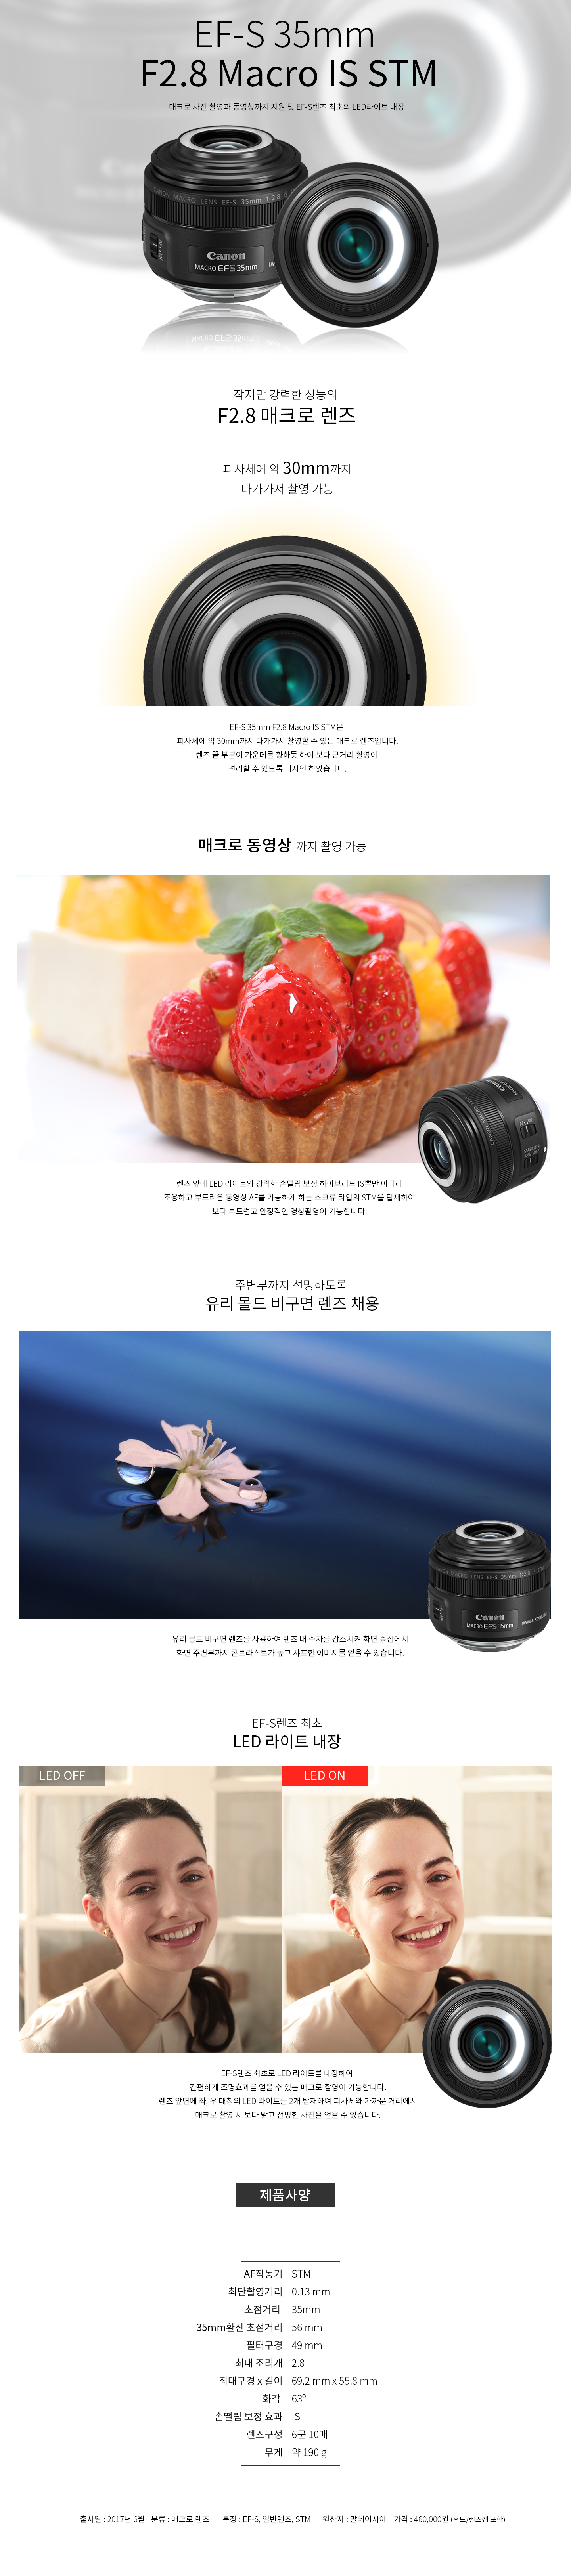 EF-S 35mm
F2.8 Macro IS STM
매크로 사진 촬영과 동영상까지 지원 및 EF-S렌즈 최초의 LED라이트 내장
CANON MACRO LENS EF-S 35mm 1:2.8 IS
Canon
MACRO EFS 35mm
작지만 강력한 성능의
F2.8 매크로 렌즈
피사체에 약 30mm까지
다가가서 촬영 가능
EF-S 35mm F2.8 Macro IS STM은
피사체에 약 30mm까지 다가가서 촬영할 수 있는 매크로 렌즈입니다.
렌즈 끝 부분이 가운데를 향하듯 하여 보다 근거리 촬영이
편리할 수 있도록 디자인 하였습니다.
매크로 동영상 까지 촬영 가능
렌즈 앞에 LED 라이트와 강력한 손덜림 보정 하이브리드 IS뿐만 아니라
조용하고 부드러운 동영상 AF를 가능하게 하는 스크류 타입의 STM을 탑재하여
보다 부드럽고 안정적인 영상촬영이 가능합니다.
주변부까지 선명하도록
유리 몰드 비구면 렌즈 채용
CANON MACRO LENS EF-S 35mm 1:2.8 IS STM
Canon
MACRO EFS 35mm
유리 몰드 비구면 렌즈를 사용하여 렌즈 내 수차를 감소시켜 화면 중심에서
화면 주변부까지 콘트라스트가 높고 샤프한 이미지를 얻을 수 있습니다.
EF-S렌즈 최초
LED 라이트 내장
LED OFF
LED ON
EF-S렌즈 최초로 LED 라이트를 내장하여
간편하게 조명효과를 얻을 수 있는 매크로 촬영이 가능합니다.
렌즈 앞면에 좌, 우 대칭의 LED 라이트를 2개 탑재하여 피사체와 가까운 거리에서
매크로 촬영 시 보다 밝고 선명한 사진을 얻을 수 있습니다.
제품사양
AF작동기 STM
최단촬영거리 0.13 mm
초점거리 35mm
35mm환산 초점거리 56 mm
필터구경 49 mm
최대 조리개 2.8
최대구경 x 길이 69.2 mm x 55.8 mm
화각 63º
손떨림 보정 효과 IS
렌즈구성 6군 10매
무게 약 190 g
출시일 : 2017년 6월 분류 : 매크로 렌즈 특징 : EF-S, 일반렌즈, STM 원산지 : 말레이시아 가격 : 460,000원 (후드/렌즈캡 포함)